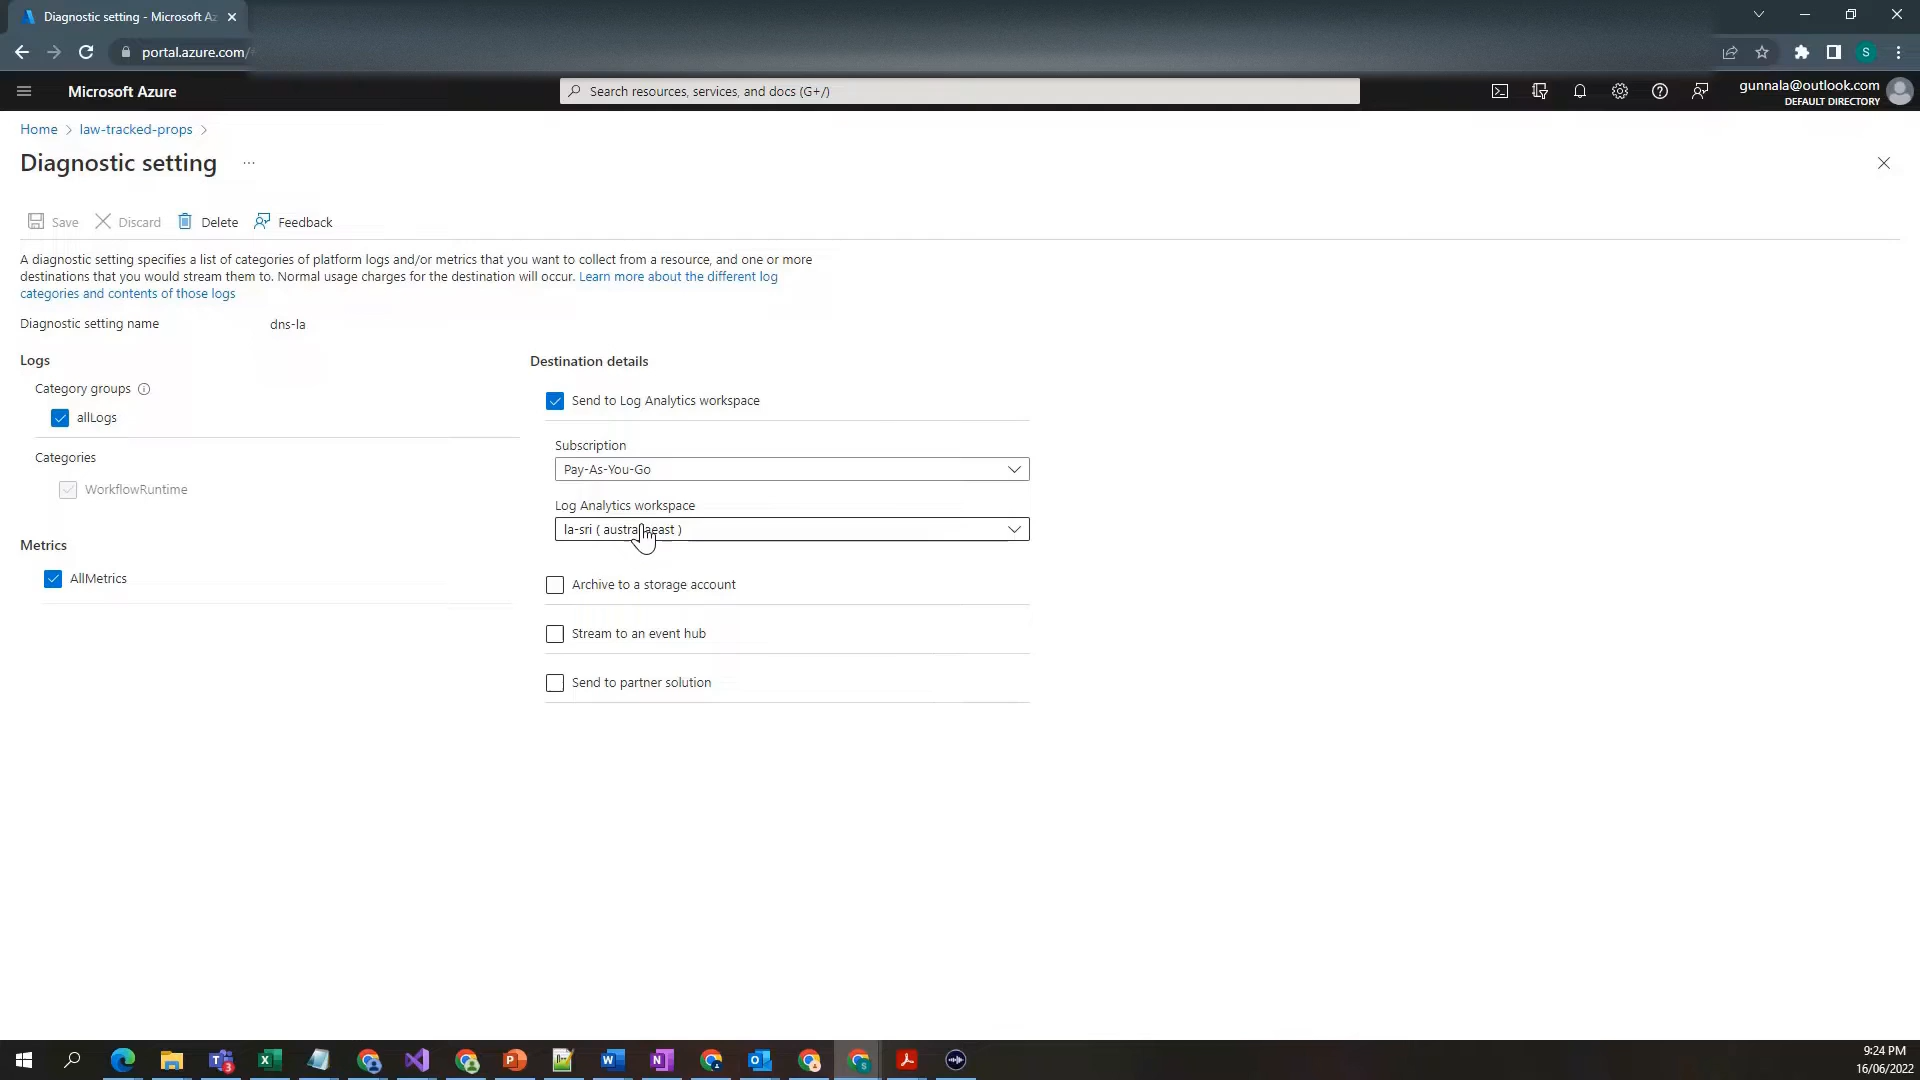 Diagnostic setting - Microsoft Az
portal.azure.com/
S
Microsoft Azure
Search resources, services, and docs (G+/)
gunnala@outlook.com
DEFAULT DIRECTORY
Home > law-tracked-props >
Diagnostic setting ...
Save Discard Delete Feedback
A diagnostic setting specifies a list of categories of platform logs and/or metrics that you want to collect from a resource, and one or more
destinations that you would stream them to. Normal usage charges for the destination will occur. Learn more about the different log
categories and contents of those logs
Diagnostic setting name dns-la
Logs
Category groups
allLogs
Categories
WorkflowRuntime
Metrics
AllMetrics
Destination details
Send to Log Analytics workspace
Subscription
Pay-As-You-Go
Log Analytics workspace
la-sri (
Archive to a storage account
Stream to an event hub
Send to partner solution
3
9:24 PM
16/06/2022